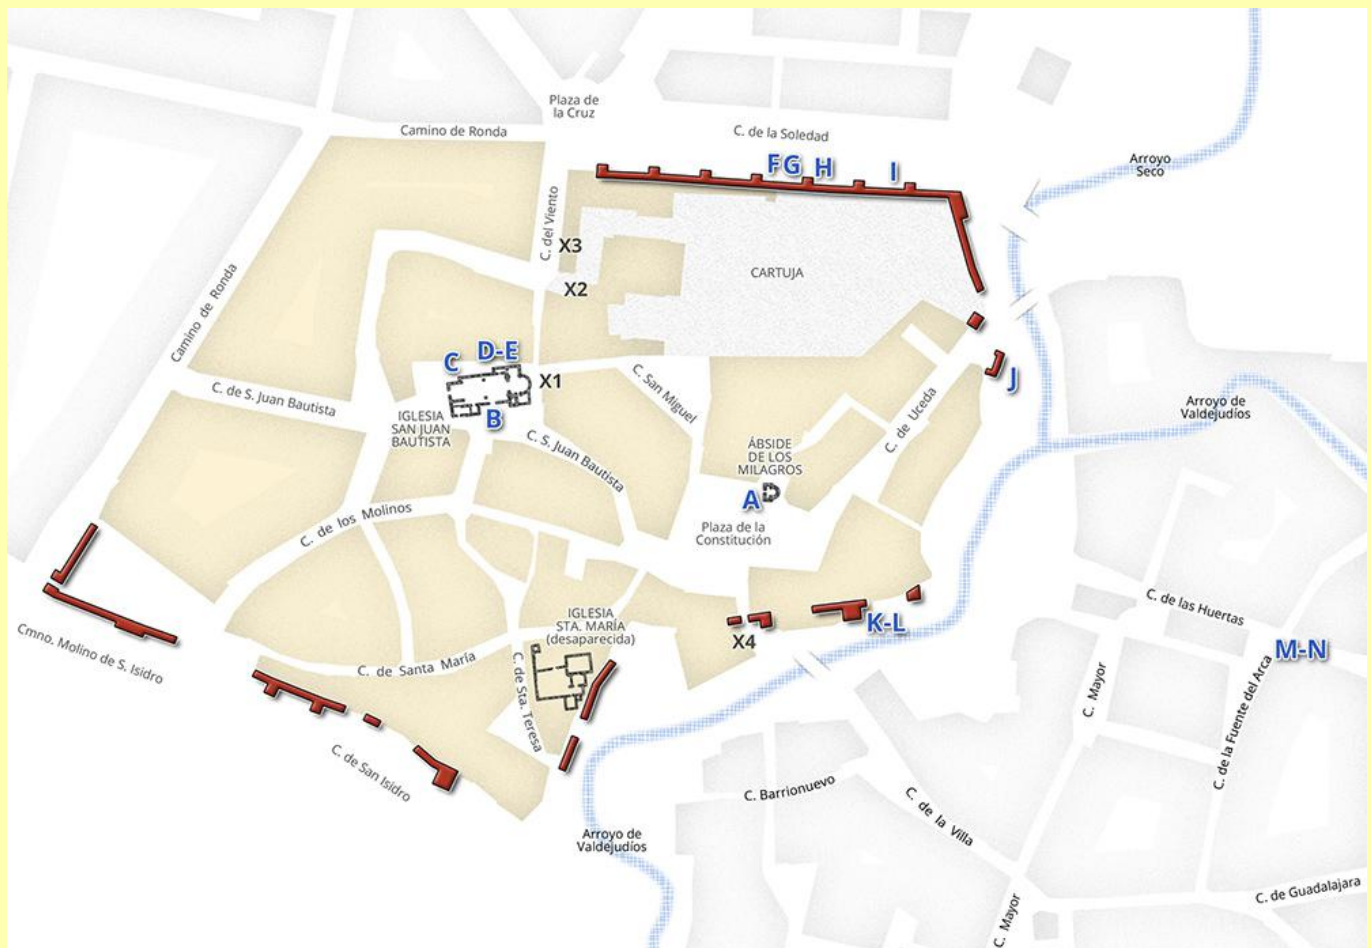 Plaza de
la Cruz
Camino de Ronda
C. de la Soledad
FG
H
I
Arroyo
Seco
C. del Viento
X3
X2
CARTUJA
Camino de Ronda
C
D-E
X1
B
IGLESIA
SAN JUAN
BAUTISTA
C. de S. Juan Bautista
C. San Miguel
C. S. Juan Bautista
C. de Uceda
J
Arroyo de
Valdejudíos
ÁBSIDE
DE LOS
MILAGROS
A
Plaza de la
Constitución
C. de los Molinos
IGLESIA
STA. MARÍA
(desaparecida)
X4
K-L
C. de las Huertas
M-N
Cmno. Molino de S. Isidro
C. de Santa María
C. de Sta. Teresa
C. Mayor
C. de la Fuente del Arca
C. de San Isidro
C. Barrionuevo
C. de la Villa
Arroyo de
Valdejudíos
C. Mayor
C. de Guadalajara